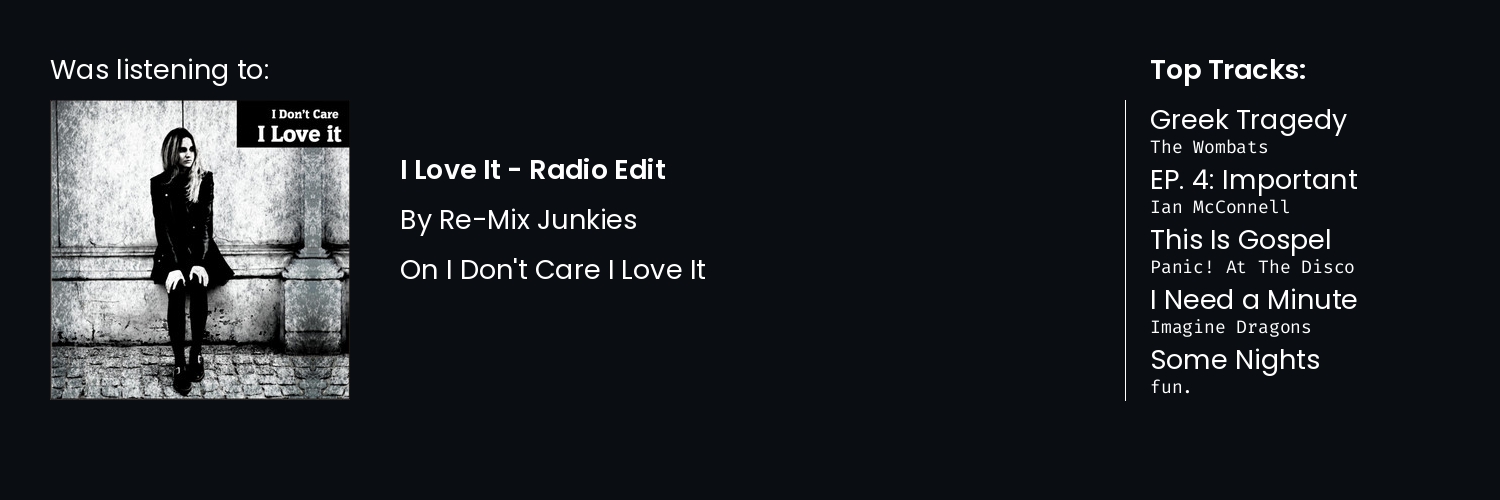 Was listening to:
I Don't Care
I Love it
I Love It - Radio Edit
By Re-Mix Junkies
On I Don't Care I Love It
Top Tracks:
Greek Tragedy
The Wombats
EP. 4: Important
Ian McConnell
This Is Gospel
Panic! At The Disco
I Need a Minute
Imagine Dragons
Some Nights
fun.